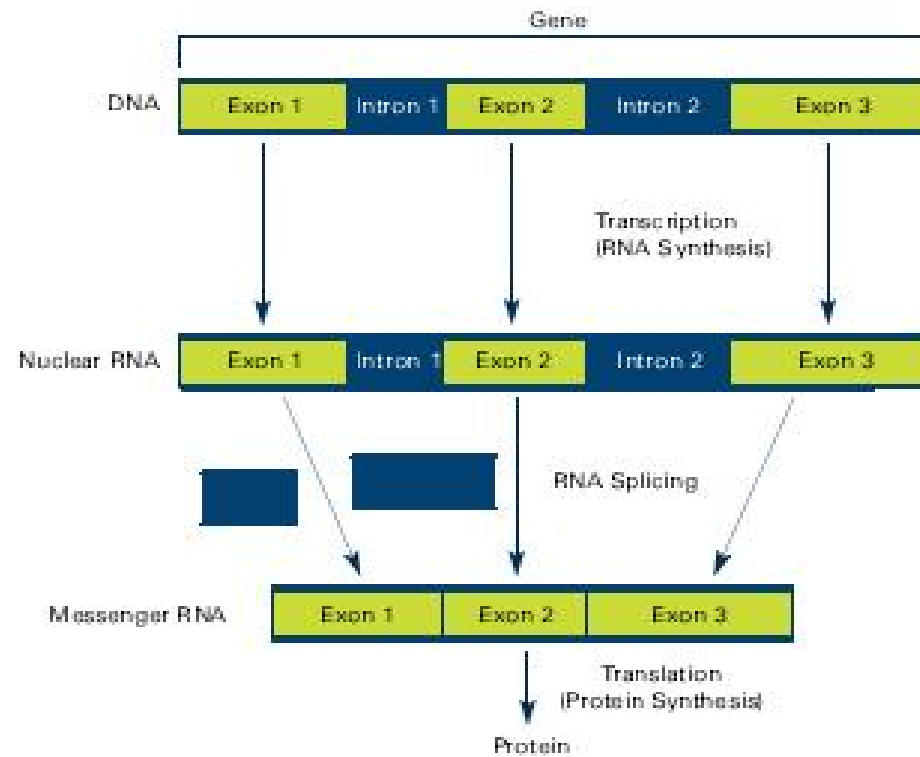 Gene
DNA Exon 1 Intron 1 Exon 2 Intron 2 Exon 3
Transcription
(RNA Synthesis)
Nuclear RNA Exon 1 Intron 1 Exon 2 Intron 2 Exon 3
RNA Splicing
Messenger RNA Exon 1 Exon 2 Exon 3
Translation
(Protein Synthesis)
Protein